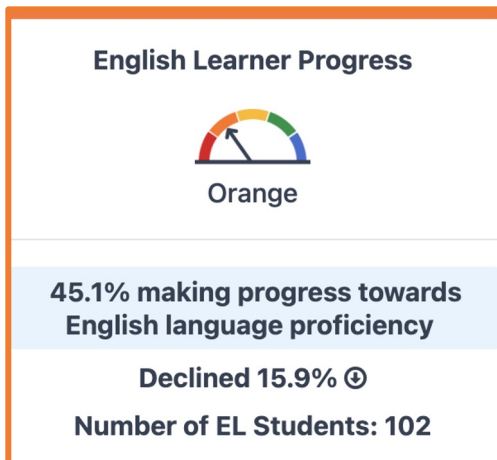 English Learner Progress
Orange
45.1% making progress towards
English language proficiency
Declined 15.9%
Number of EL Students: 102